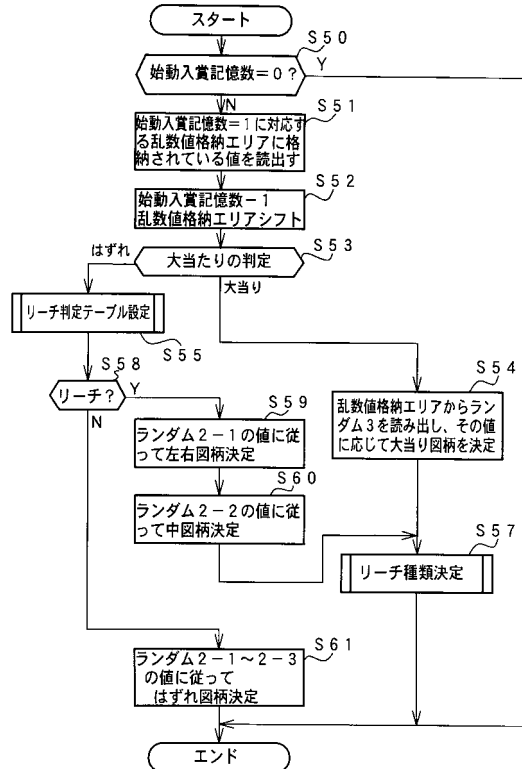 スタート
S50
始動入賞記憶数=0?
Y
N
S51
始動入賞記憶数=1に対応す
る乱数値格納エリアに格
納されている値を読出す
S52
始動入賞記憶数-1
乱数値格納エリアシフト
S53
大当たりの判定
はずれ
大当り
リーチ判定テーブル設定
S55
S58
リーチ?
Y
N
S54
乱数値格納エリアからラン
ダム3を読み出し、その値
に応じて大当り図柄を決定
S59
ランダム2-1の値に従
って左右図柄決定
S60
ランダム2-2の値に従
って中図柄決定
S57
リーチ種類決定
S61
ランダム2-1~2-3
の値に従って
はずれ図柄決定
エンド